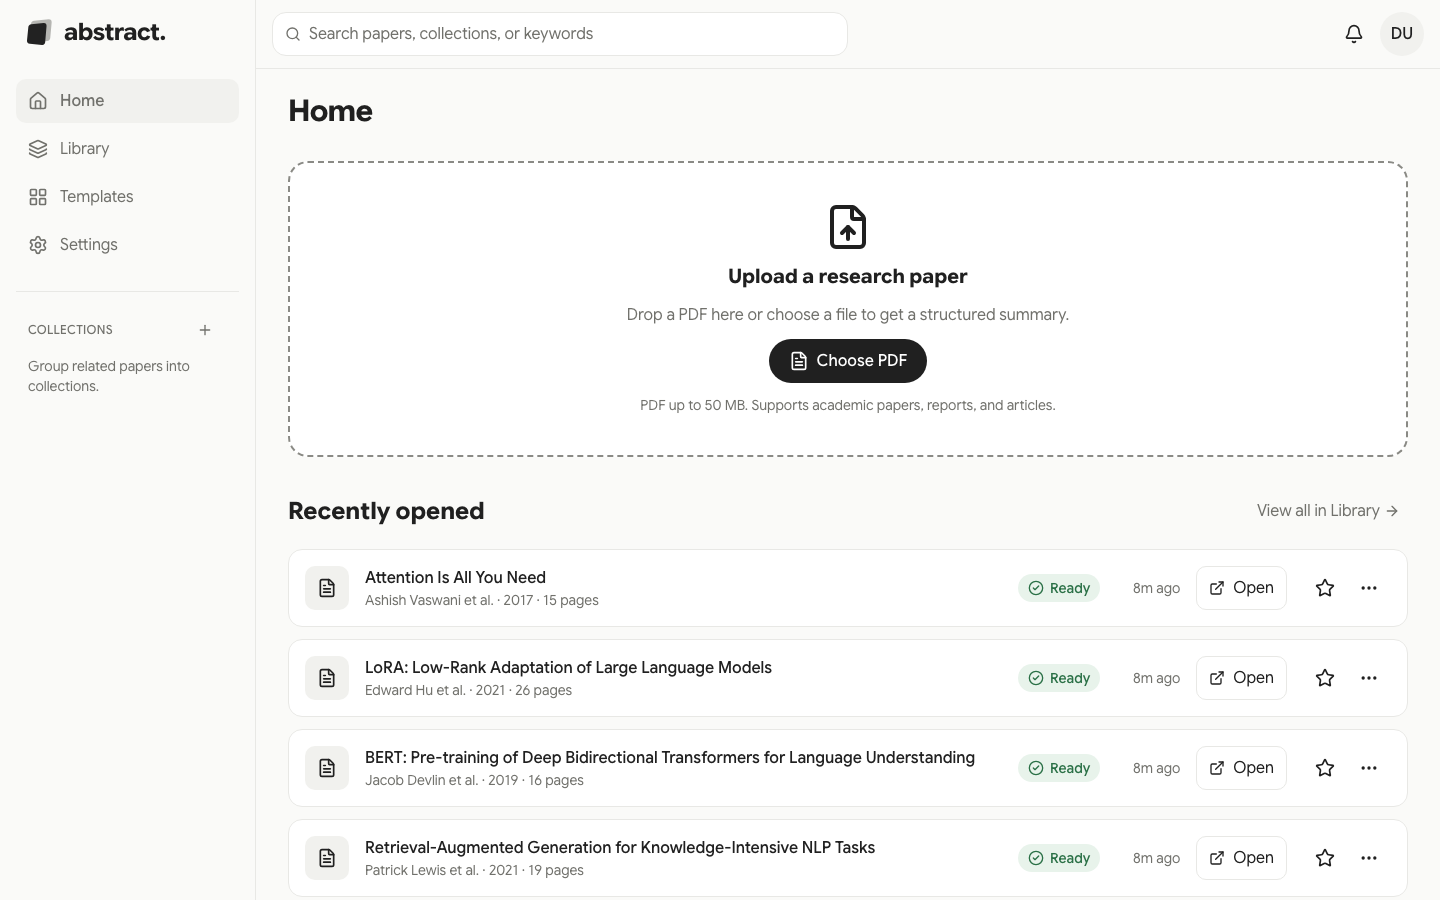 abstract.
Search papers, collections, or keywords
DU
Home
Library
Templates
Settings
COLLECTIONS
Group related papers into
collections.
Home
Upload a research paper
Drop a PDF here or choose a file to get a structured summary.
Choose PDF
PDF up to 50 MB. Supports academic papers, reports, and articles.
Recently opened
View all in Library
Attention Is All You Need
Ashish Vaswani et al. · 2017 · 15 pages
Ready
8m ago
Open
LoRA: Low-Rank Adaptation of Large Language Models
Edward Hu et al. · 2021 · 26 pages
Ready
8m ago
Open
BERT: Pre-training of Deep Bidirectional Transformers for Language Understanding
Jacob Devlin et al. · 2019 · 16 pages
Ready
8m ago
Open
Retrieval-Augmented Generation for Knowledge-Intensive NLP Tasks
Patrick Lewis et al. · 2021 · 19 pages
Ready
8m ago
Open